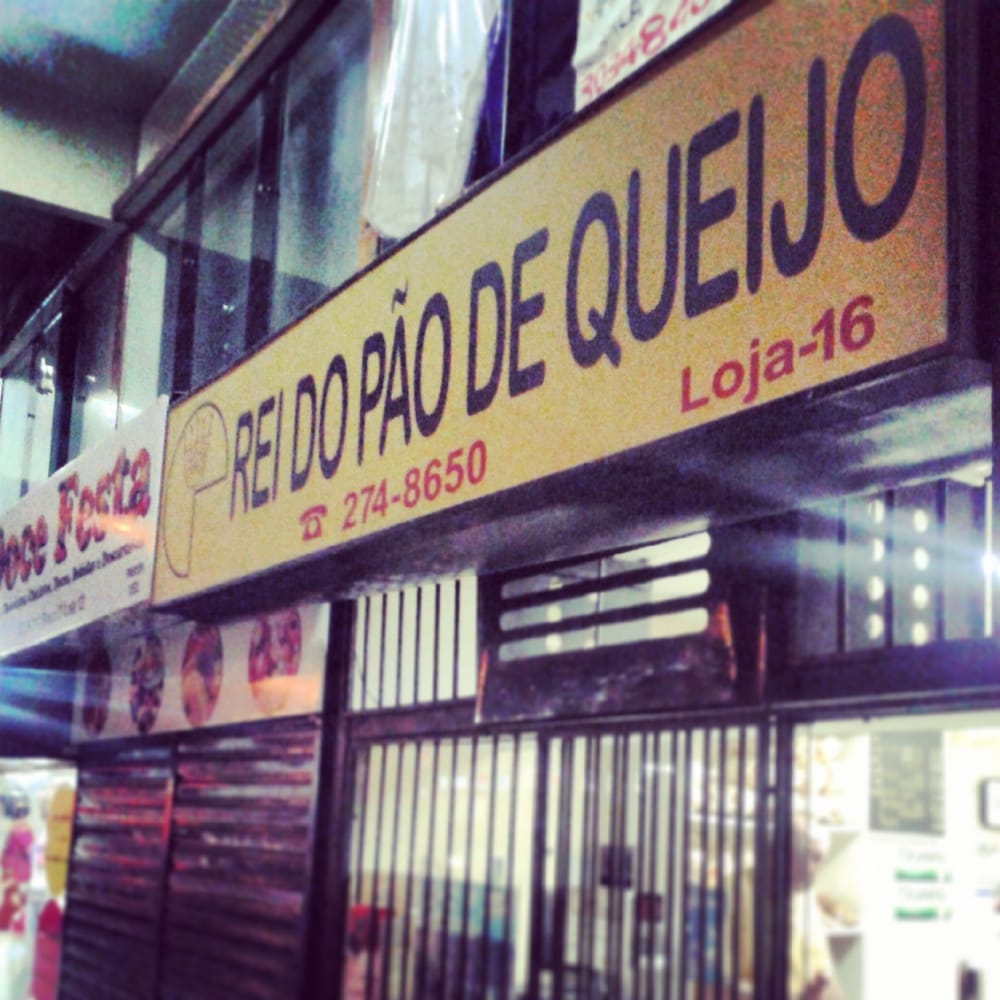 REI DO PÃO DE QUEIJO
274-8650
Loja-16
Doce Festa